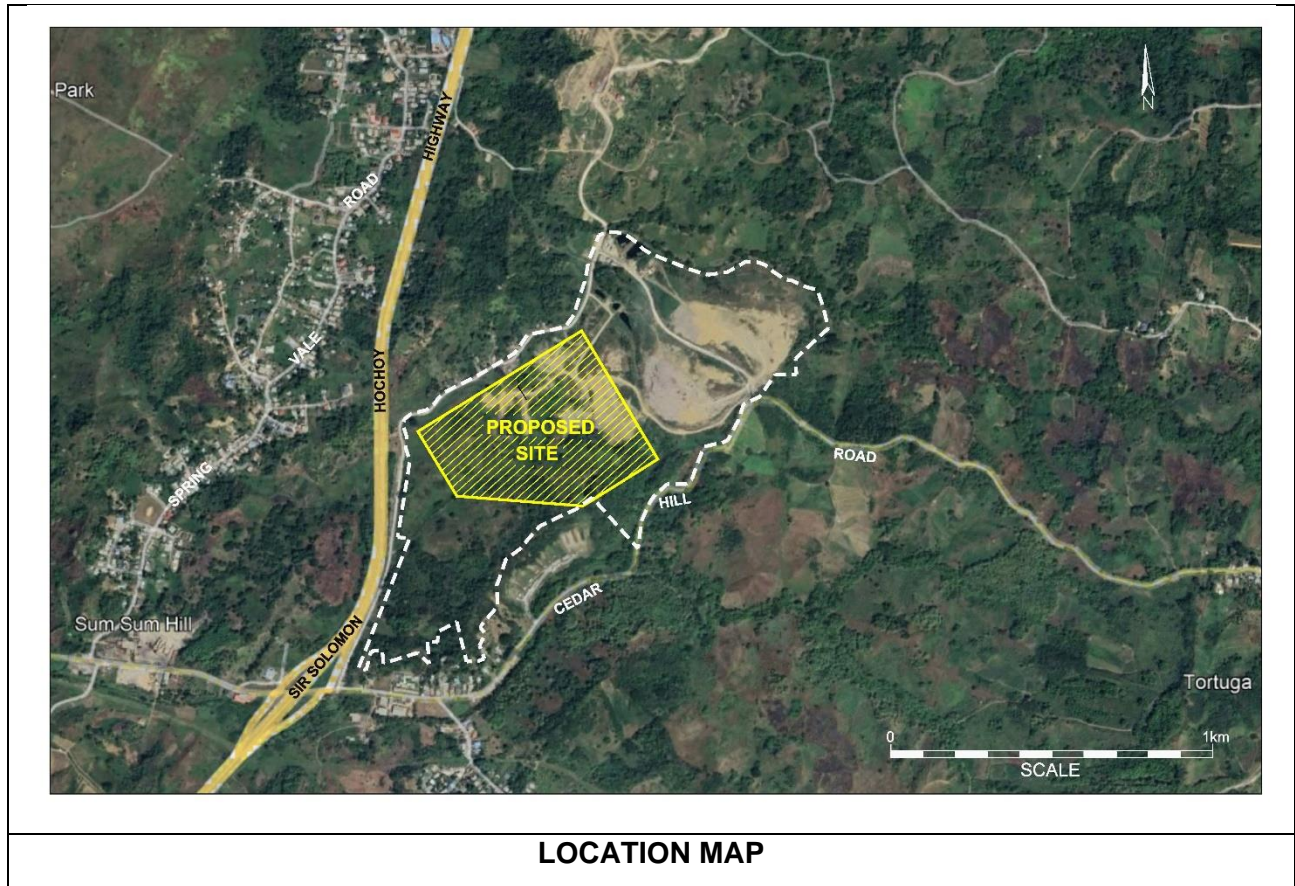 Park
N
HIGHWAY
ROAD
VALE
HOCHOY
SPRING
PROPOSED
SITE
ROAD
HILL
CEDAR
Sum Sum Hill
SIR SOLOMON
Tortuga
0 1km
SCALE
LOCATION MAP